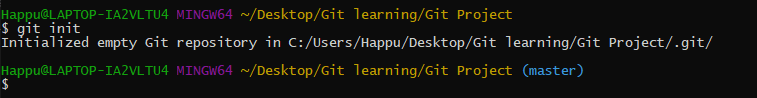 Happu@LAPTOP-IA2VLTU4 MINGW64 ~/Desktop/Git learning/Git Project
$ git init
Initialized empty Git repository in C:/Users/Happu/Desktop/Git learning/Git Project/.git/
Happu@LAPTOP-IA2VLTU4 MINGW64 ~/Desktop/Git learning/Git Project (master)
$